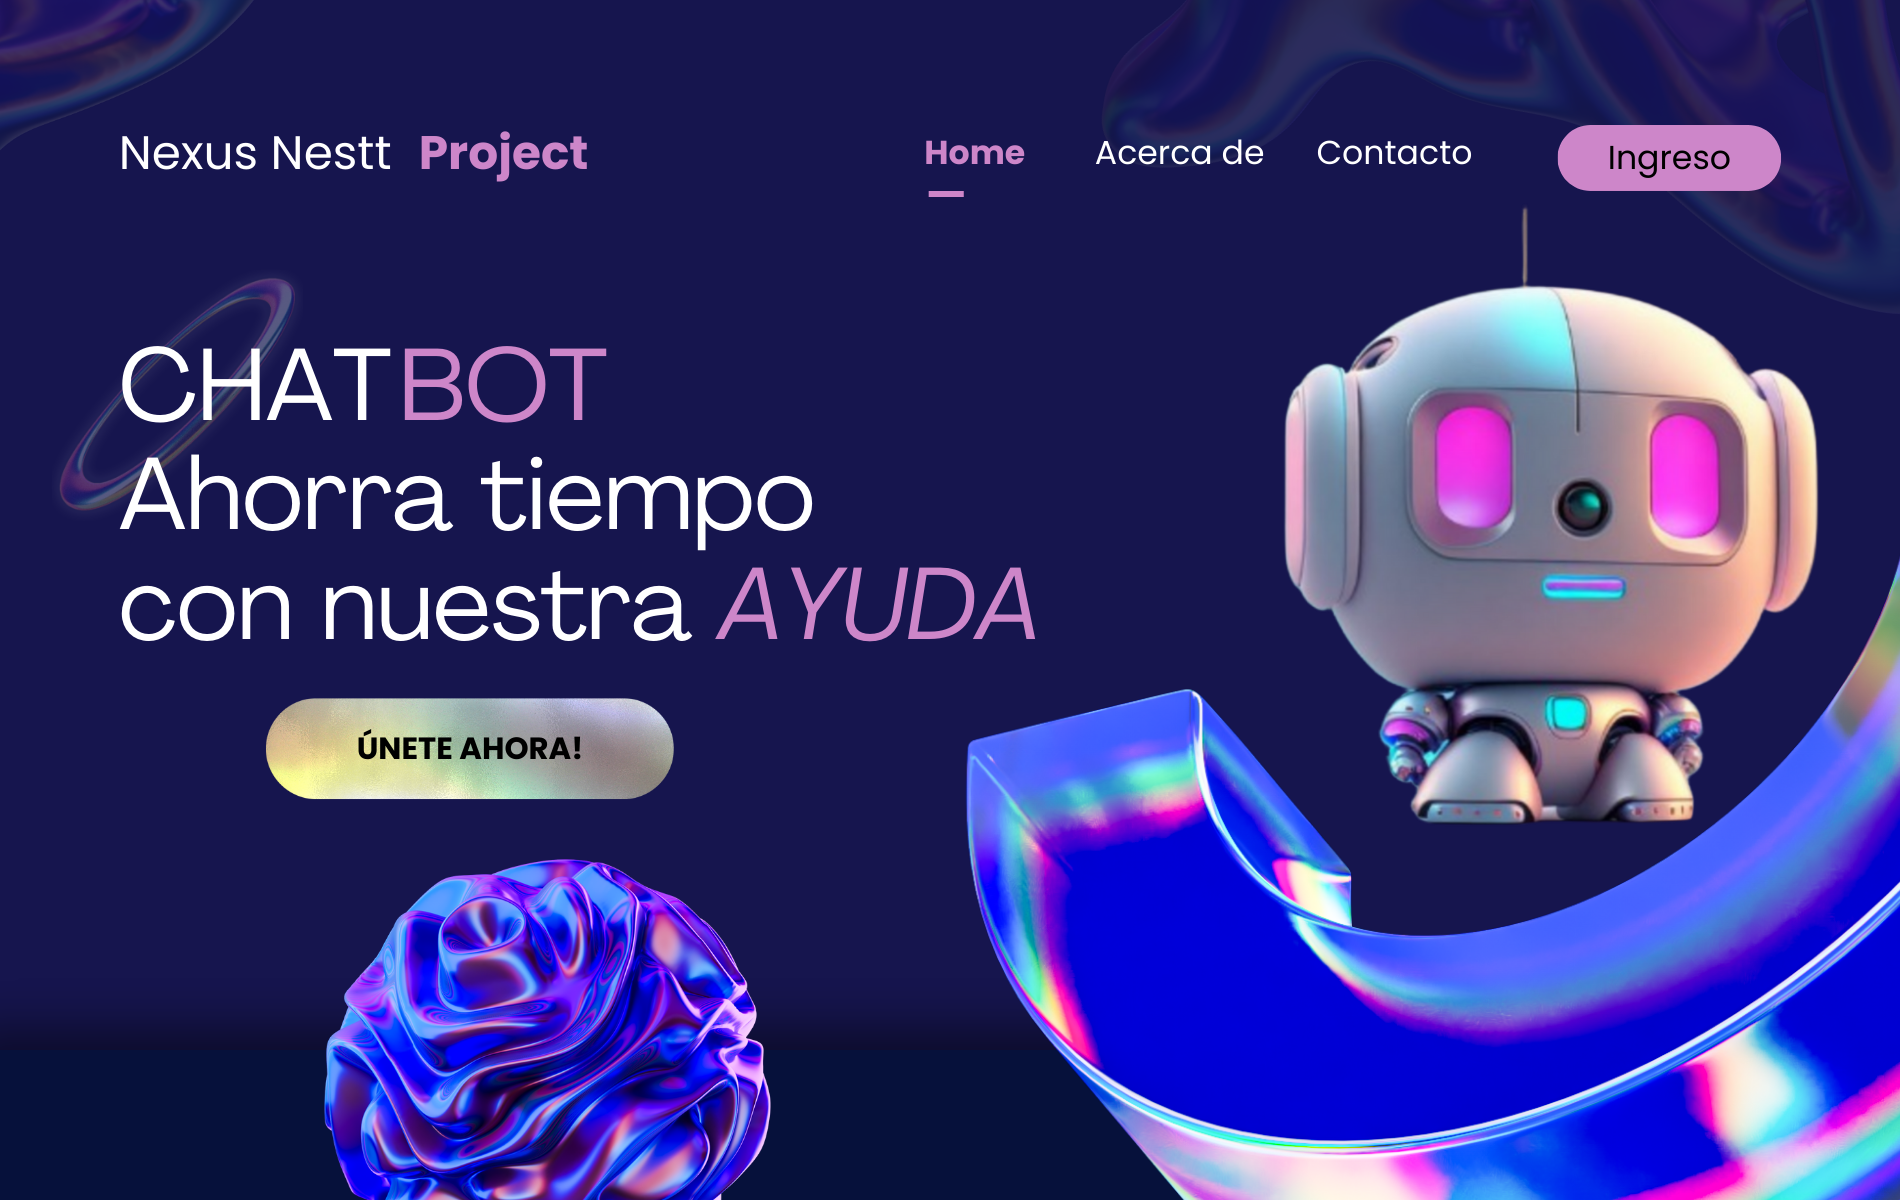 Nexus Nestt Project
Home Acerca de Contacto Ingreso
CHATBOT
Ahorra tiempo
con nuestra AYUDA
ÚNETE AHORA!